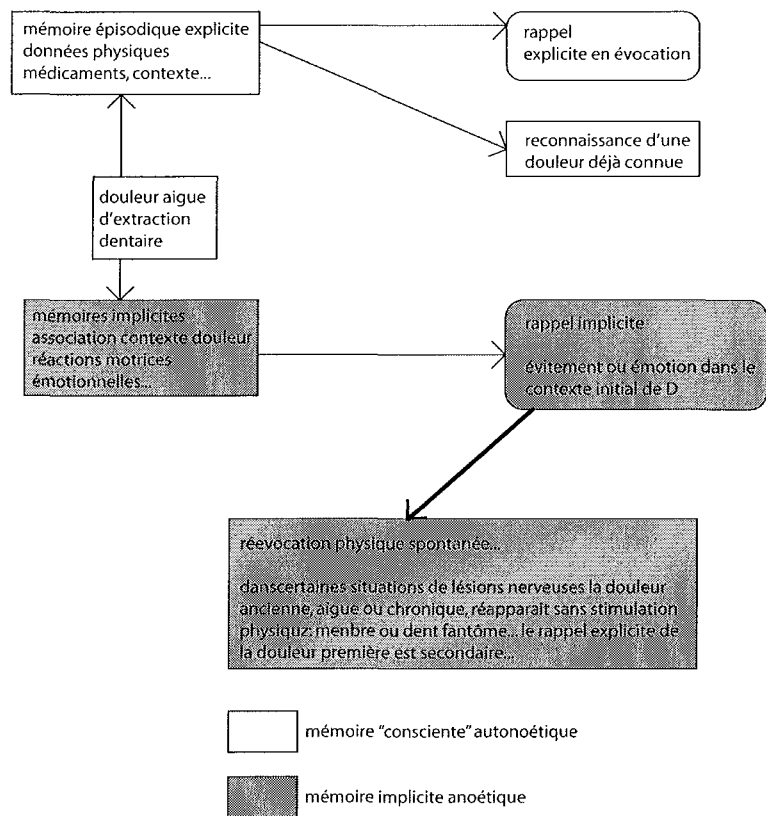 mémoire épisodique explicite
données physiques
médicaments, contexte...
rappel
explicite en évocation
reconnaissance d'une
douleur déjà connue
douleur aigue
d'extraction
dentaire
mémoires implicites
association contexte douleur
réactions motrices
émotionnelles...
rappel implicite
évitement ou émotion dans le
contexte initial de D
réevocation physique spontanée...
danscertaines situations de lésions nerveuses la douleur
ancienne, aigue ou chronique, réapparaît sans stimulation
physiquz: menbre ou dent fantôme... le rappel explicite de
la douleur première est secondaire...
mémoire "consciente" autonoétique
mémoire implicite anoétique